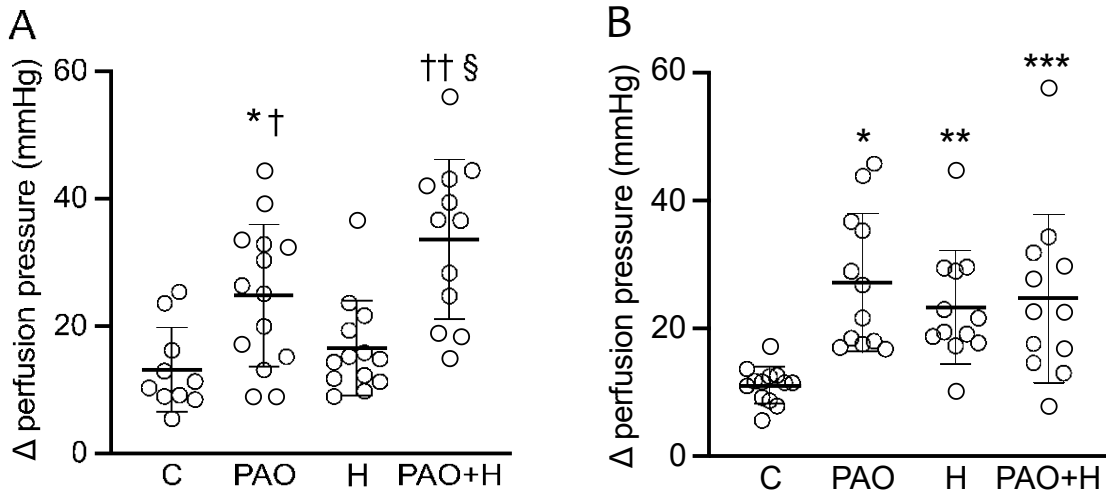 A
Δ perfusion pressure (mmHg)
60
40
20
0
* †
†† §
C PAO H PAO+H
B
Δ perfusion pressure (mmHg)
60
40
20
0
*
**
***
C PAO H PAO+H